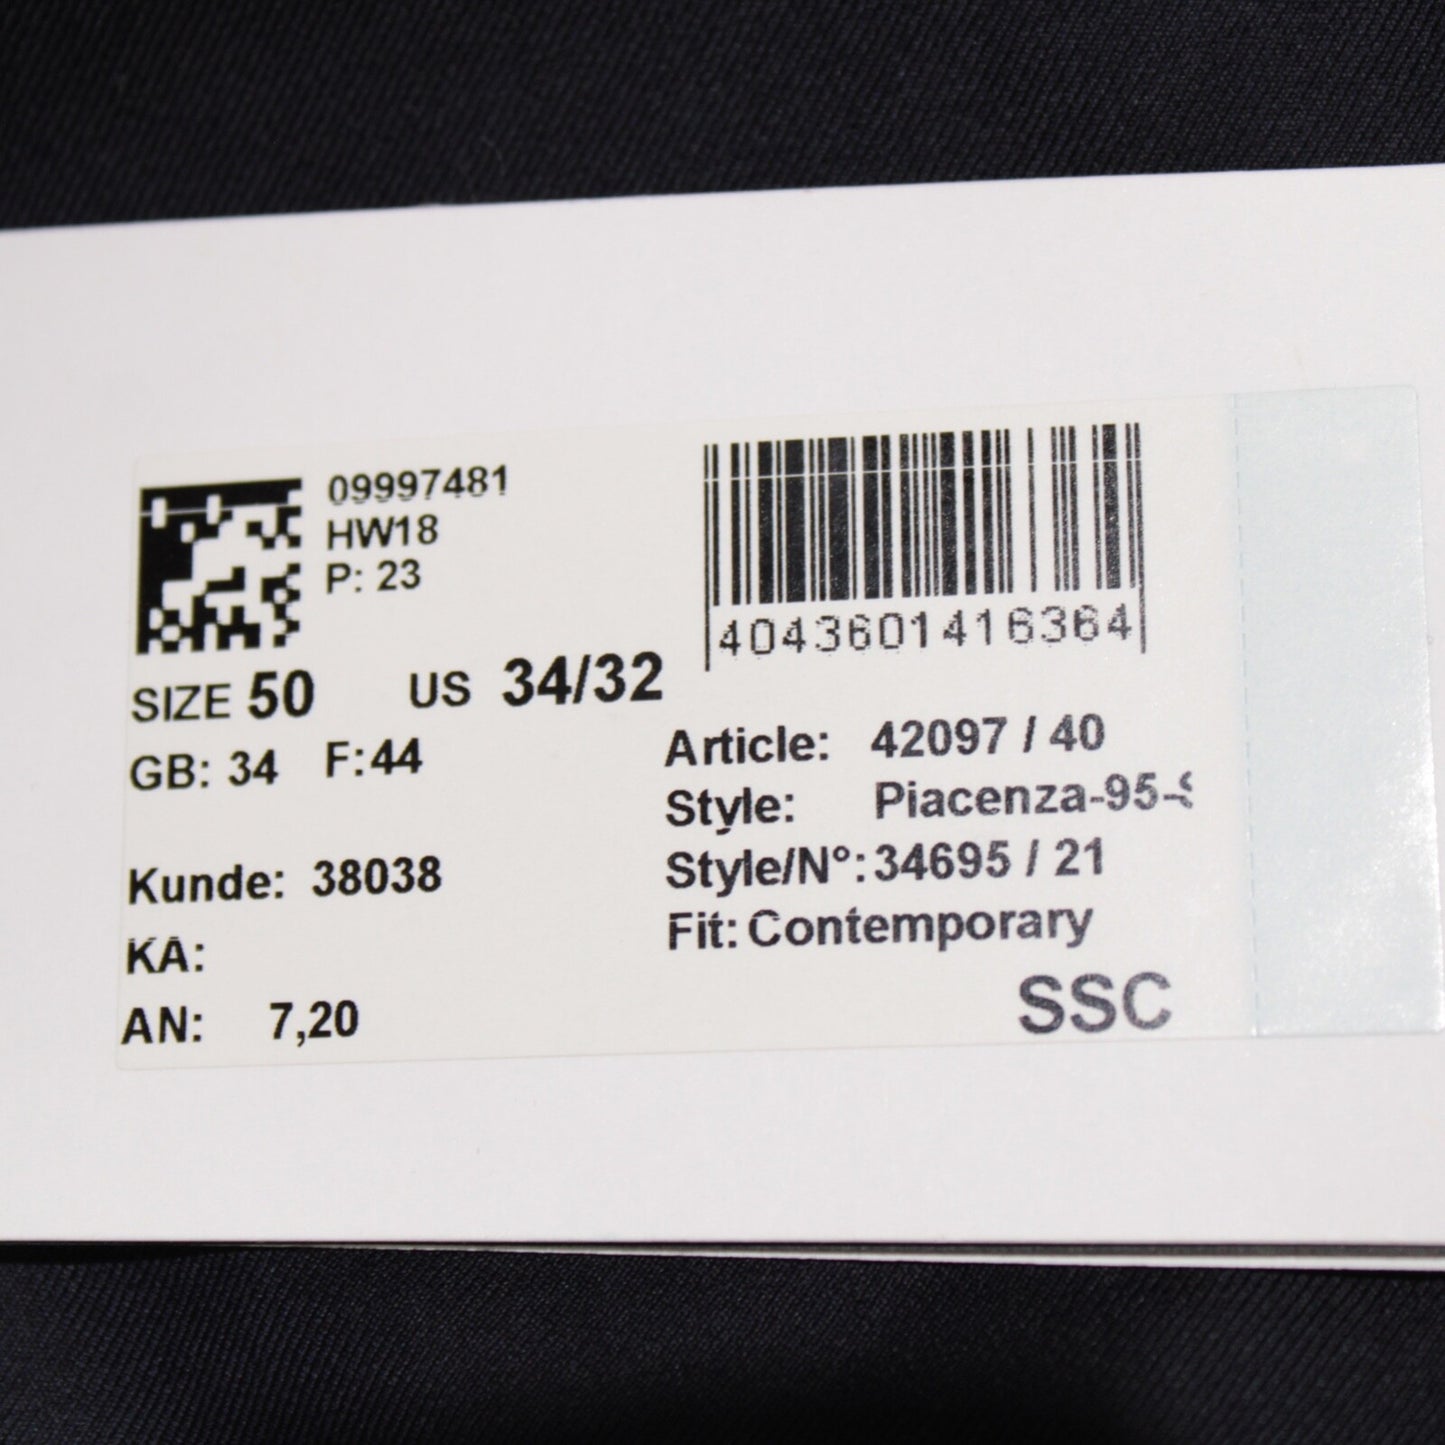 09997481
HW18
P: 23
4043601416364
SIZE 50 US 34/32
GB: 34 F:44
Article: 42097 / 40
Style: Piacenza-95-
Style/N°: 34695 / 21
Fit: Contemporary
Kunde: 38038
KA:
AN: 7,20
SSC